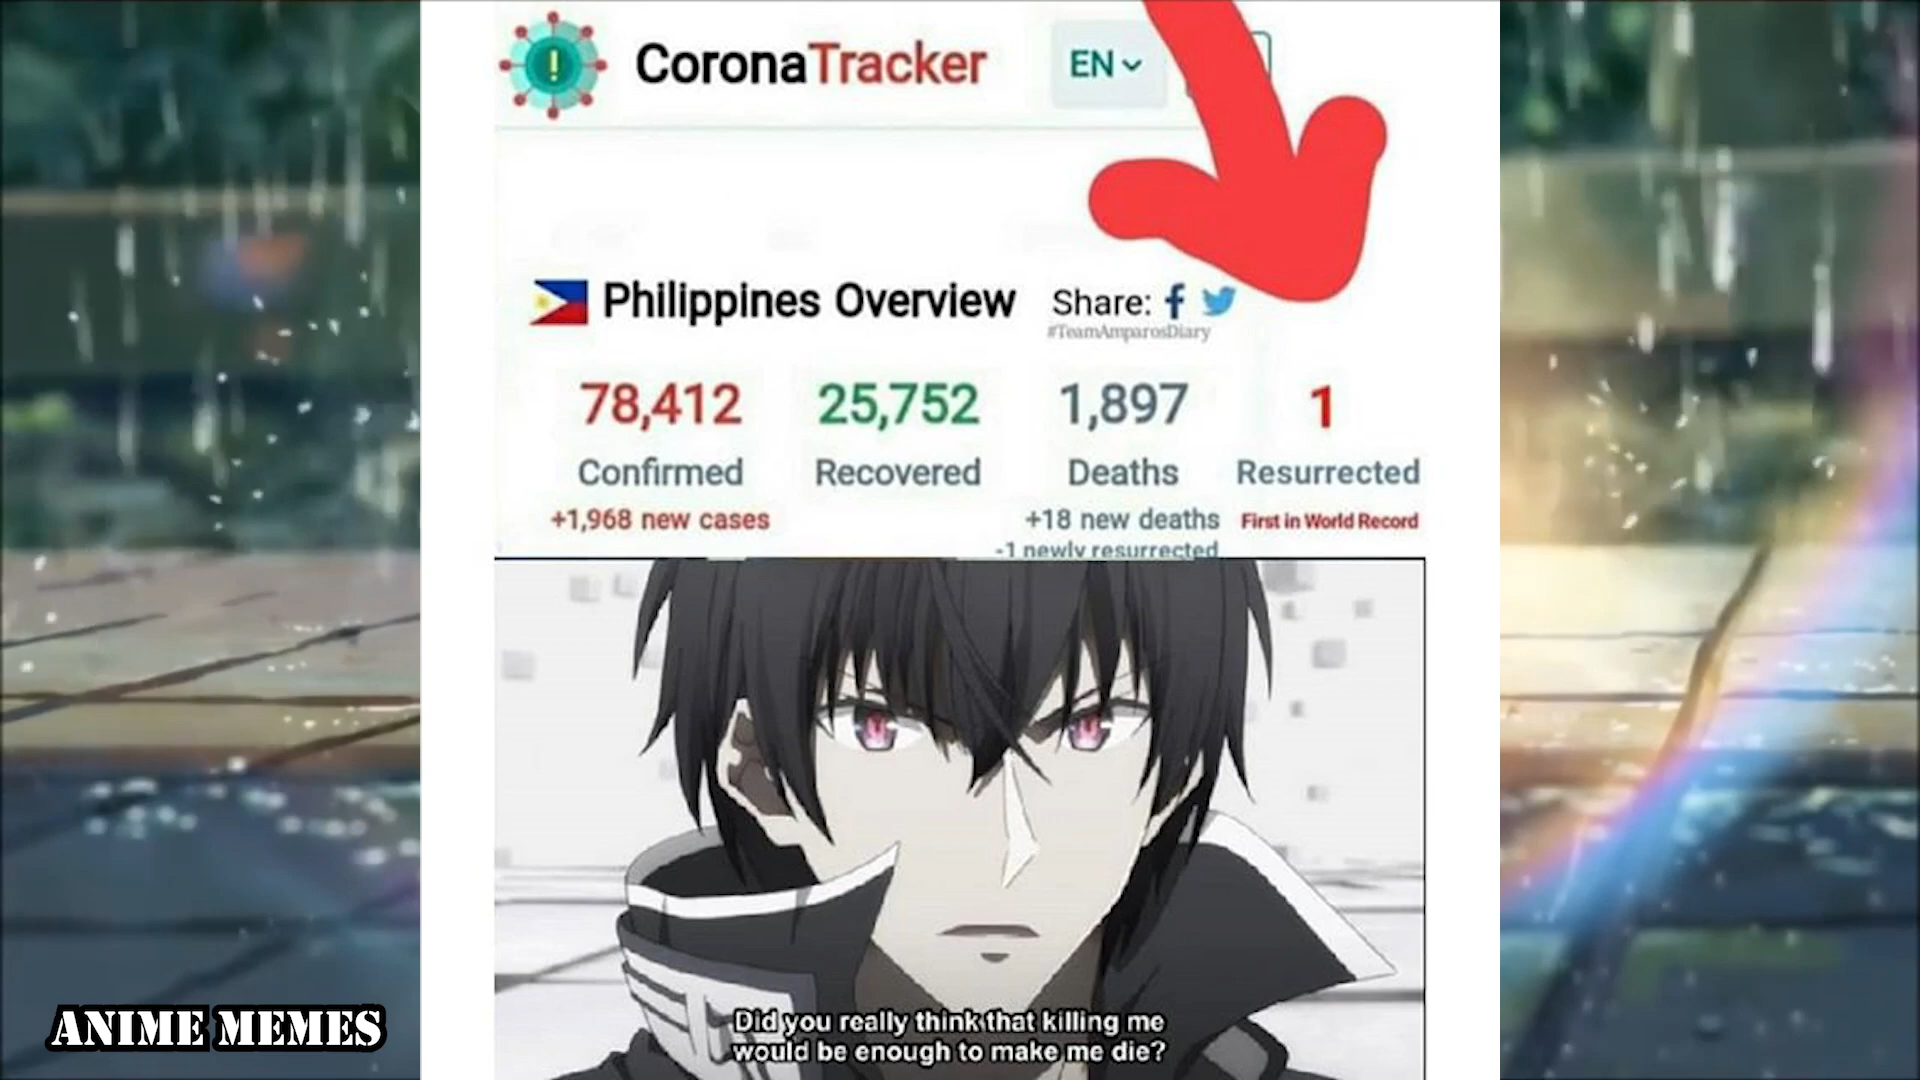 CoronaTracker
EN
Philippines Overview
Share:
#TeamAmparosDiary
78,412 25,752 1,897 1
Confirmed Recovered Deaths Resurrected
+1,968 new cases +18 new deaths First in World Record
-1 newly resurrected
Did you really think that killing me
would be enough to make me die?
ANIME MEMES